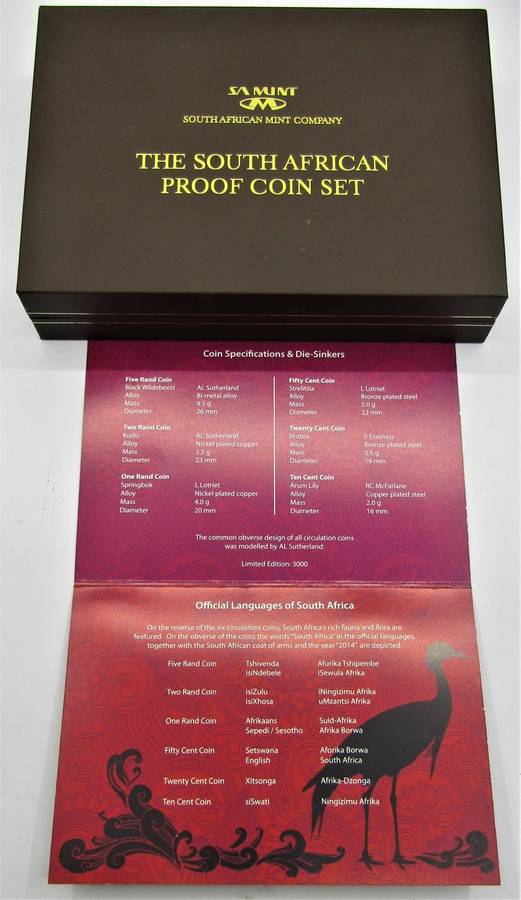 SA MINT
SOUTH AFRICAN MINT COMPANY
THE SOUTH AFRICAN
PROOF COIN SET
Coin Specifications & Die-Sinkers
Five Rand Coin
Black Wildebeest AL Sutherland
Alloy Bi-metal alloy
Mass 9.5 g
Diameter 26 mm
Two Rand Coin
Kudu AL Sutherland
Alloy Nickel plated copper
Mass 5.5 g
Diameter 23 mm
One Rand Coin
Springbok L Lotriet
Alloy Nickel plated copper
Mass 4.0 g
Diameter 20 mm
Fifty Cent Coin
Strelitzia L Lotriet
Alloy Bronze plated steel
Mass 5.0 g
Diameter 22 mm
Twenty Cent Coin
Protea S Erasmus
Alloy Bronze plated steel
Mass 3.5 g
Diameter 19 mm
Ten Cent Coin
Arum Lily RC McFarlane
Alloy Copper plated steel
Mass 2.0 g
Diameter 16 mm
The common obverse design of all circulation coins
was modelled by AL Sutherland.
Limited Edition: 3000
Official Languages of South Africa
On the reverse of the six circulation coins, South Africa's rich fauna and flora are
featured. On the obverse of the coins the words "South Africa" in the official languages,
together with the South African coat of arms and the year "2014" are depicted.
Five Rand Coin Tshivenda Afurika Tshipembe
isiNdebele iSewula Afrika
Two Rand Coin isiZulu iNingizimu Afrika
isiXhosa uMzantsi Afrika
One Rand Coin Afrikaans Suid-Afrika
Sepedi / Sesotho Afrika Borwa
Fifty Cent Coin Setswana Aforika Borwa
English South Africa
Twenty Cent Coin Xitsonga Afrika-Dzonga
Ten Cent Coin siSwati Ningizimu Afrika